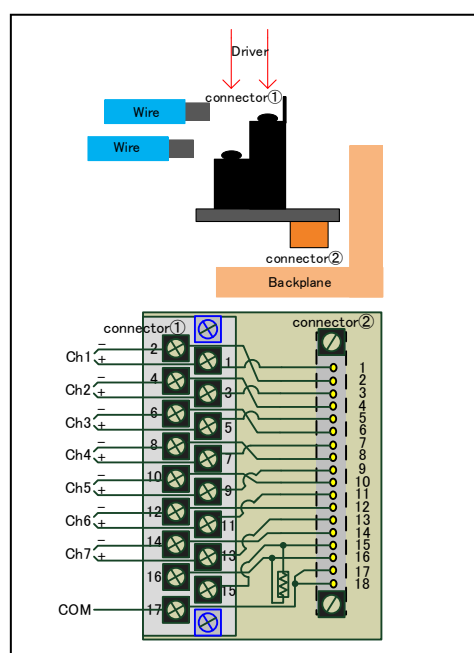 Driver
connector①
Wire
Wire
connector②
Backplane
connector① connector②
Ch1 − + 2 1 1
2
Ch2 − + 4 3 3
4
Ch3 − + 6 5 5
6
Ch4 − + 8 7 7
8
Ch5 − + 10 9 9
10
Ch6 − + 12 11 11
12
Ch7 − + 14 13 13
14
16 15 15
16
COM 17 17
18